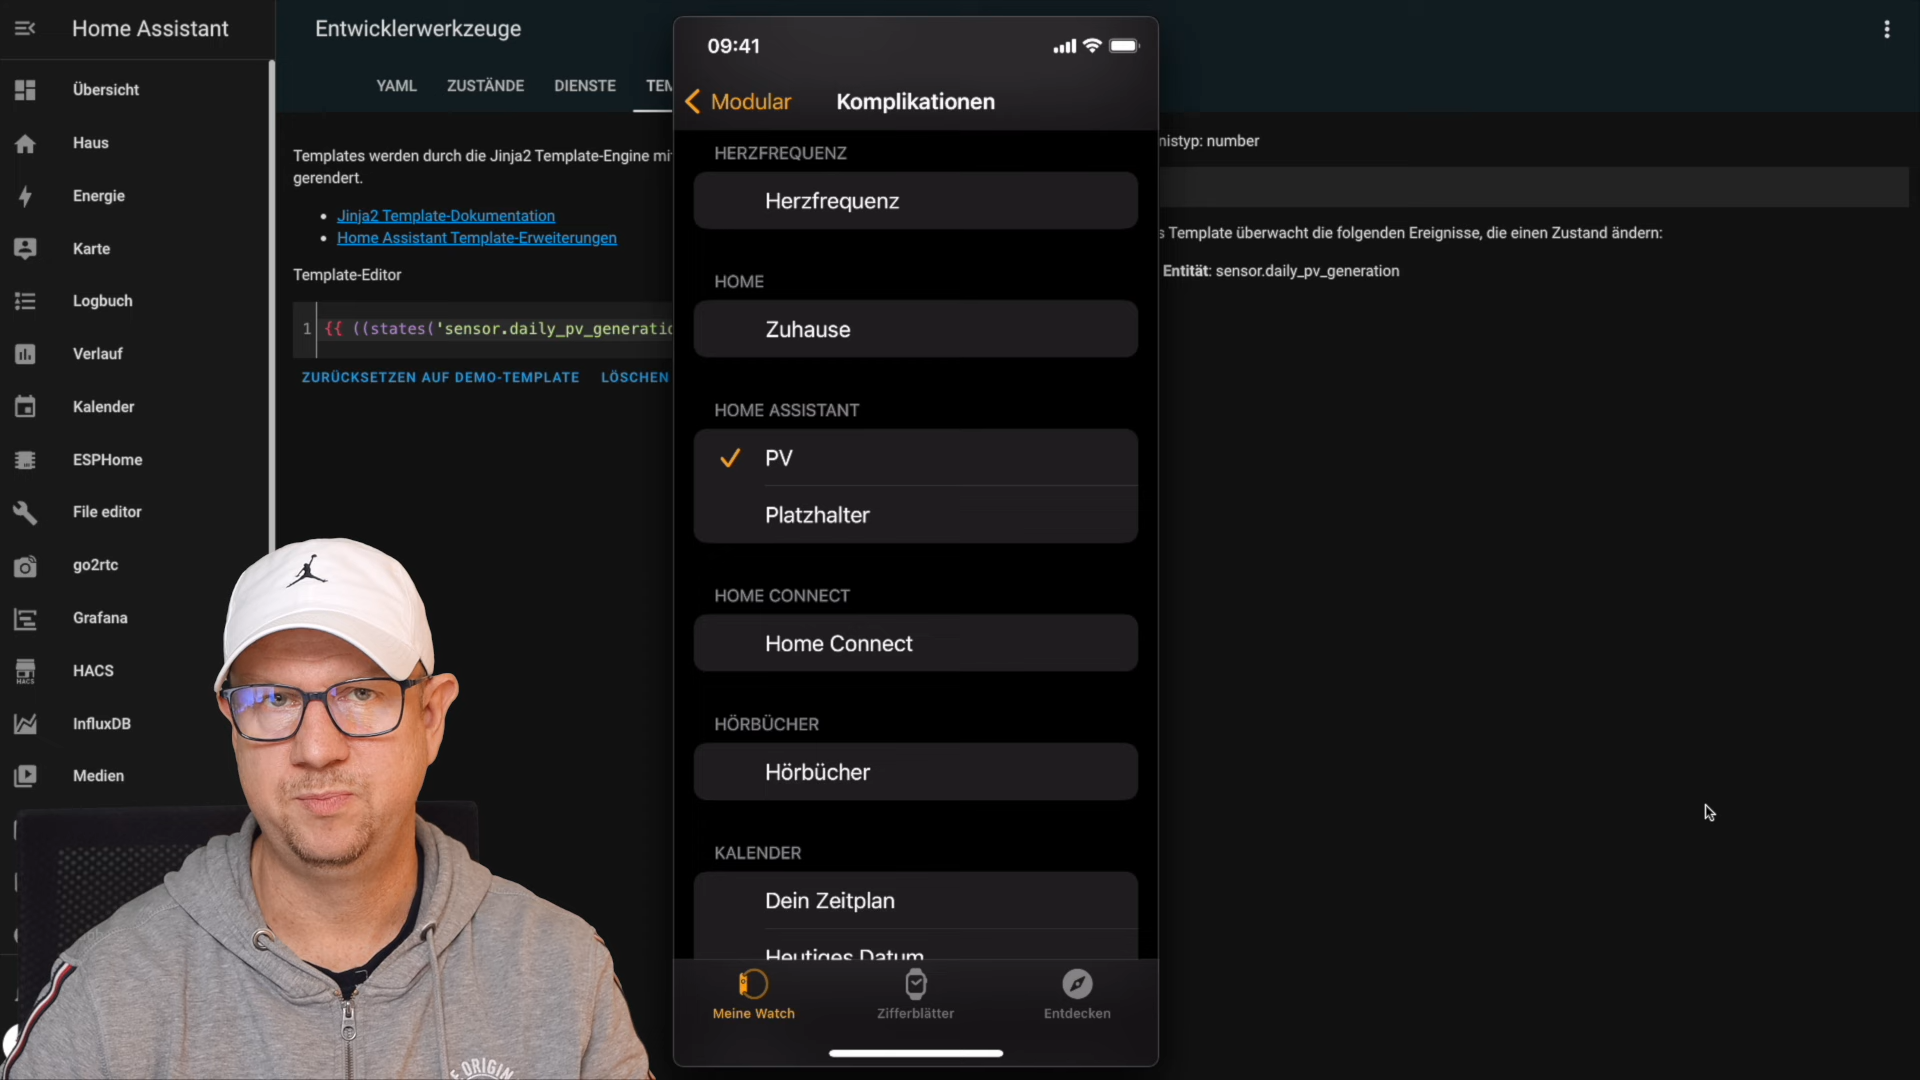 Home Assistant
Übersicht
Haus
Energie
Karte
Logbuch
Verlauf
Kalender
ESPHome
File editor
go2rtc
Grafana
HACS
HACS
InfluxDB
Medien
Entwicklerwerkzeuge
YAML
ZUSTÄNDE
DIENSTE
TEM
Templates werden durch die Jinja2 Template-Engine mi
gerendert.
Jinja2 Template-Dokumentation
Home Assistant Template-Erweiterungen
Template-Editor
1
{{ ((states('sensor.daily_pv_generatio
ZURÜCKSETZEN AUF DEMO-TEMPLATE
LÖSCHEN
09:41
Modular
Komplikationen
HERZFREQUENZ
Herzfrequenz
HOME
Zuhause
HOME ASSISTANT
PV
Platzhalter
HOME CONNECT
Home Connect
HÖRBÜCHER
Hörbücher
KALENDER
Dein Zeitplan
Heutiges Datum
Meine Watch
Zifferblätter
Entdecken
nistyp: number
s Template überwacht die folgenden Ereignisse, die einen Zustand ändern:
Entität: sensor.daily_pv_generation
ORIGIN